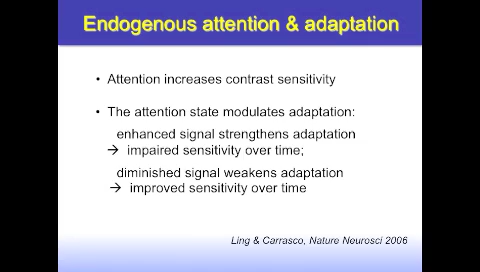 Endogenous attention & adaptation
• Attention increases contrast sensitivity
• The attention state modulates adaptation:
enhanced signal strengthens adaptation
→ impaired sensitivity over time;
diminished signal weakens adaptation
→ improved sensitivity over time
Ling & Carrasco, Nature Neurosci 2006